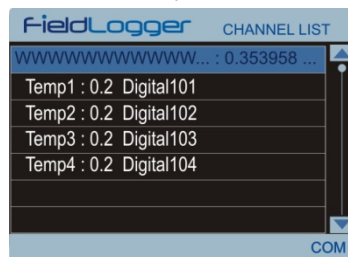 FieldLogger CHANNEL LIST
WWWWWWWWWWWW... : 0.353958 ...
Temp1 : 0.2 Digital101
Temp2 : 0.2 Digital102
Temp3 : 0.2 Digital103
Temp4 : 0.2 Digital104
COM